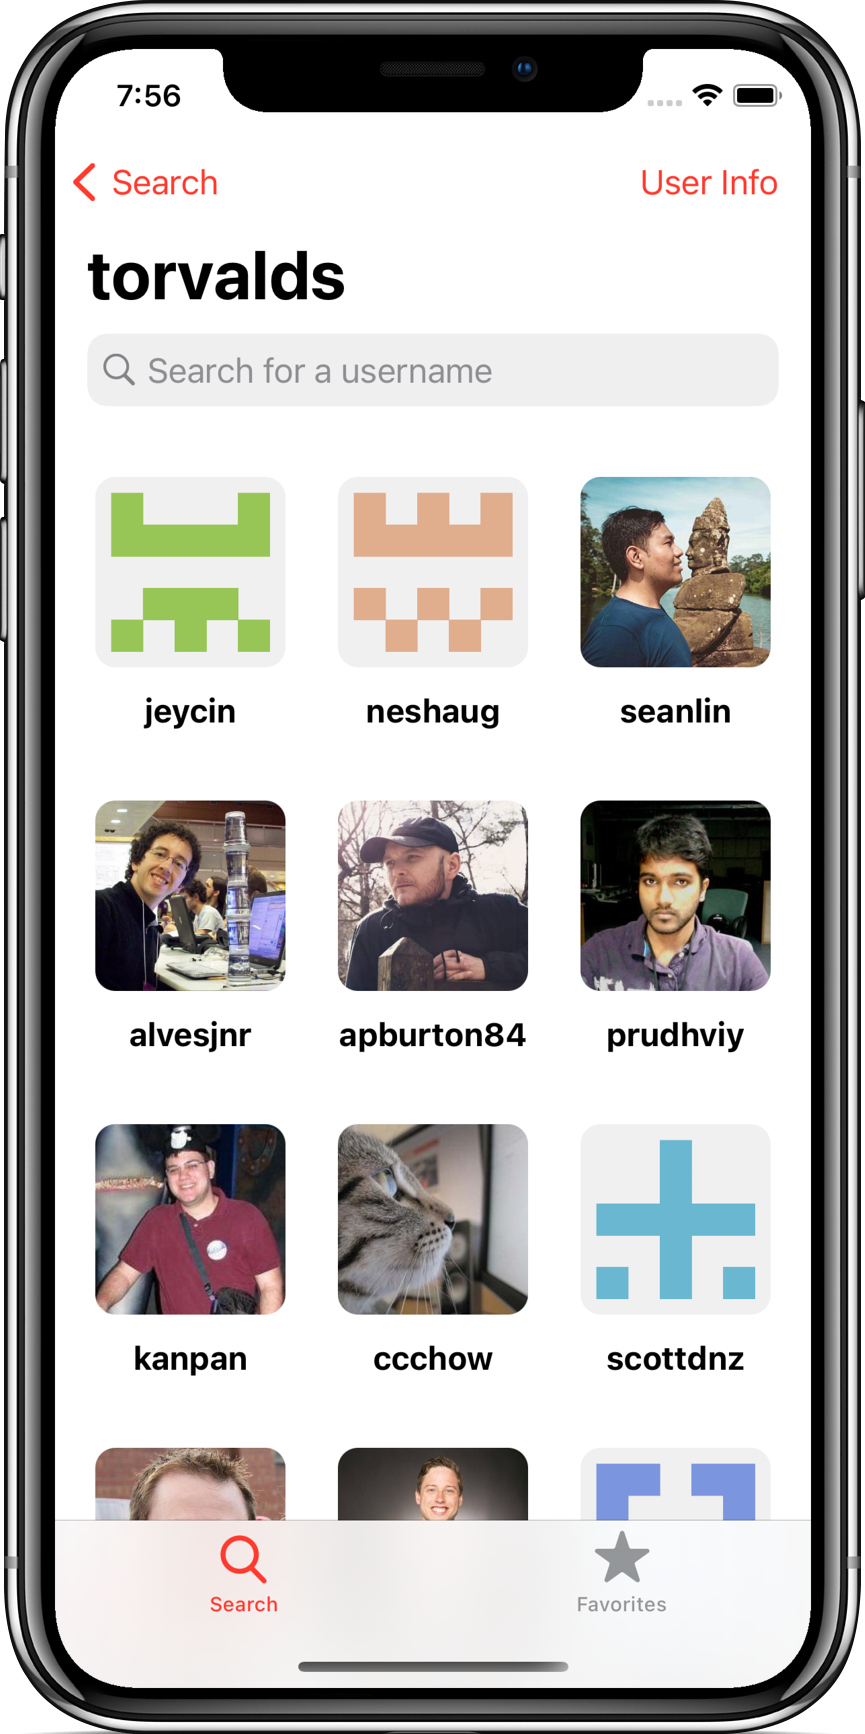 7:56
Search
User Info
torvalds
Search for a username
jeycin
neshaug
seanlin
alvesjnr
apburton84
prudhviy
kanpan
ccchow
scottdnz
Search
Favorites